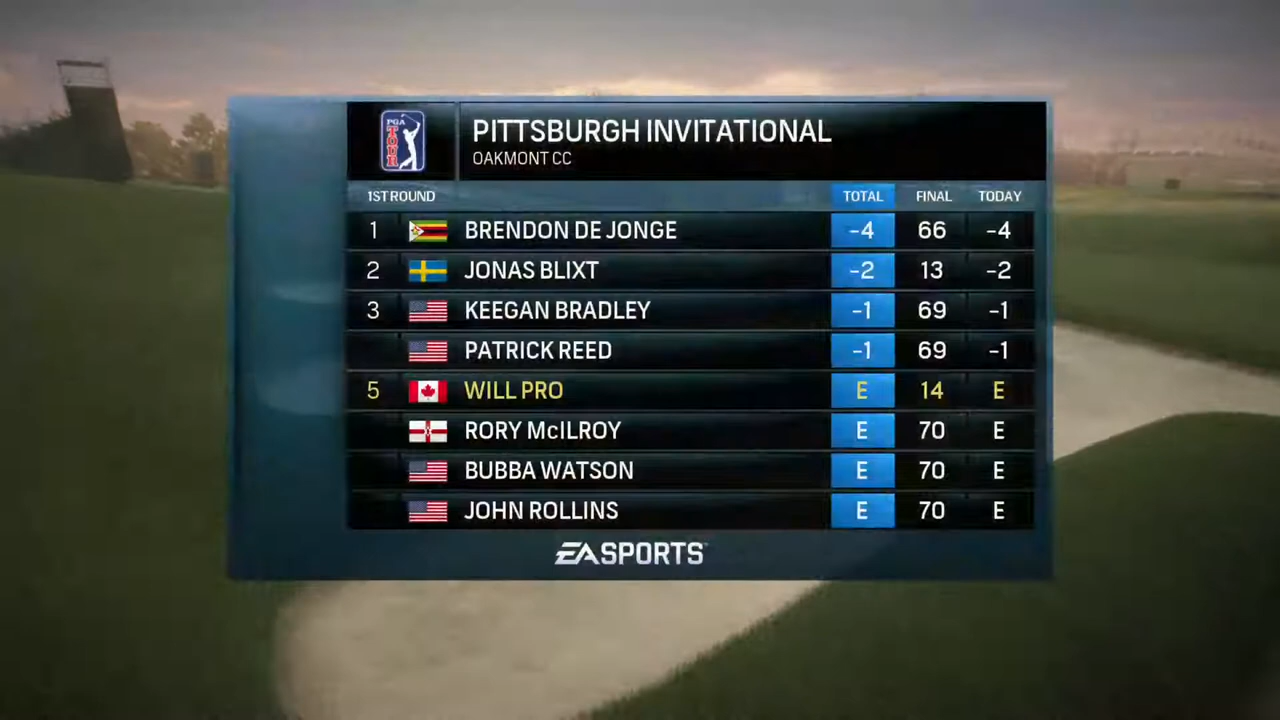 PGA TOUR
PITTSBURGH INVITATIONAL
OAKMONT CC
1ST ROUND TOTAL FINAL TODAY
1 BRENDON DE JONGE -4 66 -4
2 JONAS BLIXT -2 13 -2
3 KEEGAN BRADLEY -1 69 -1
PATRICK REED -1 69 -1
5 WILL PRO E 14 E
RORY McILROY E 70 E
BUBBA WATSON E 70 E
JOHN ROLLINS E 70 E
EA SPORTS